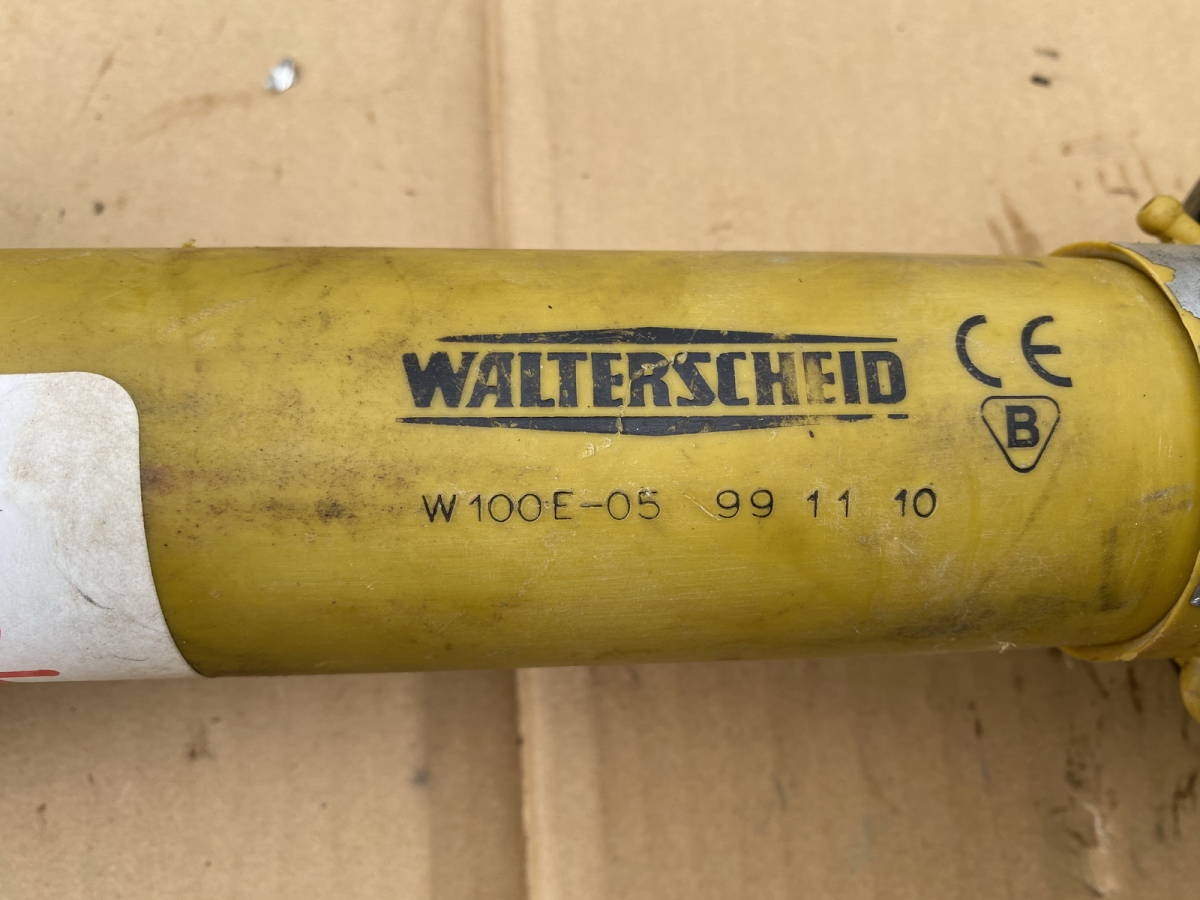 WALTERSCHEID
CE
B
W100E-05 99 11 10